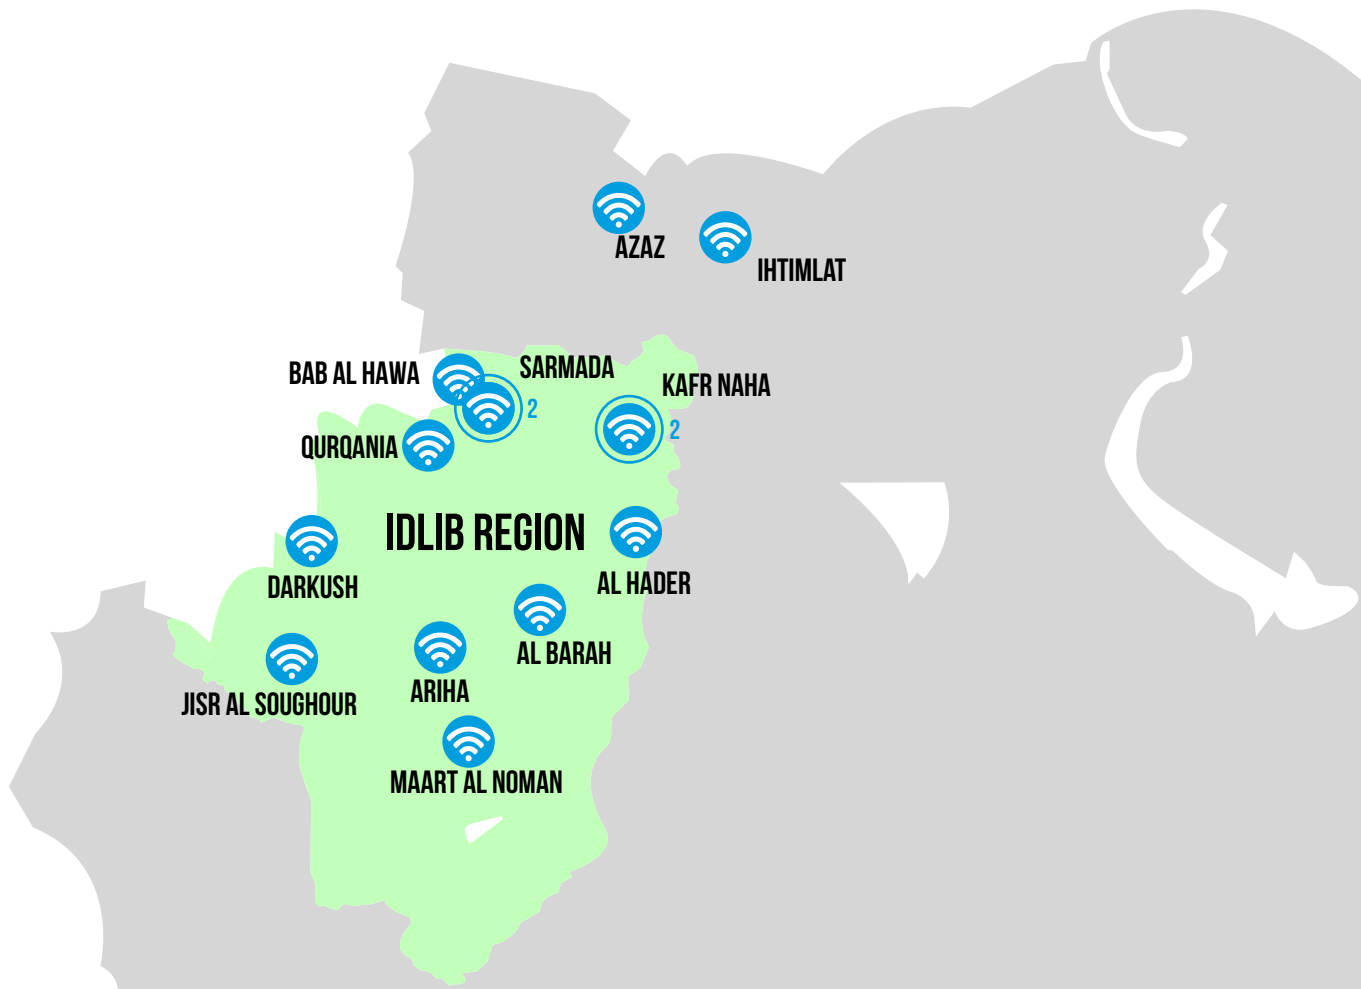 AZAZ
IHTIMLAT
BAB AL HAWA
SARMADA
2
KAFR NAHA
2
QURQANIA
IDLIB REGION
DARKUSH
AL HADER
AL BARAH
JISR AL SOUGHOUR
ARIHA
MAART AL NOMAN